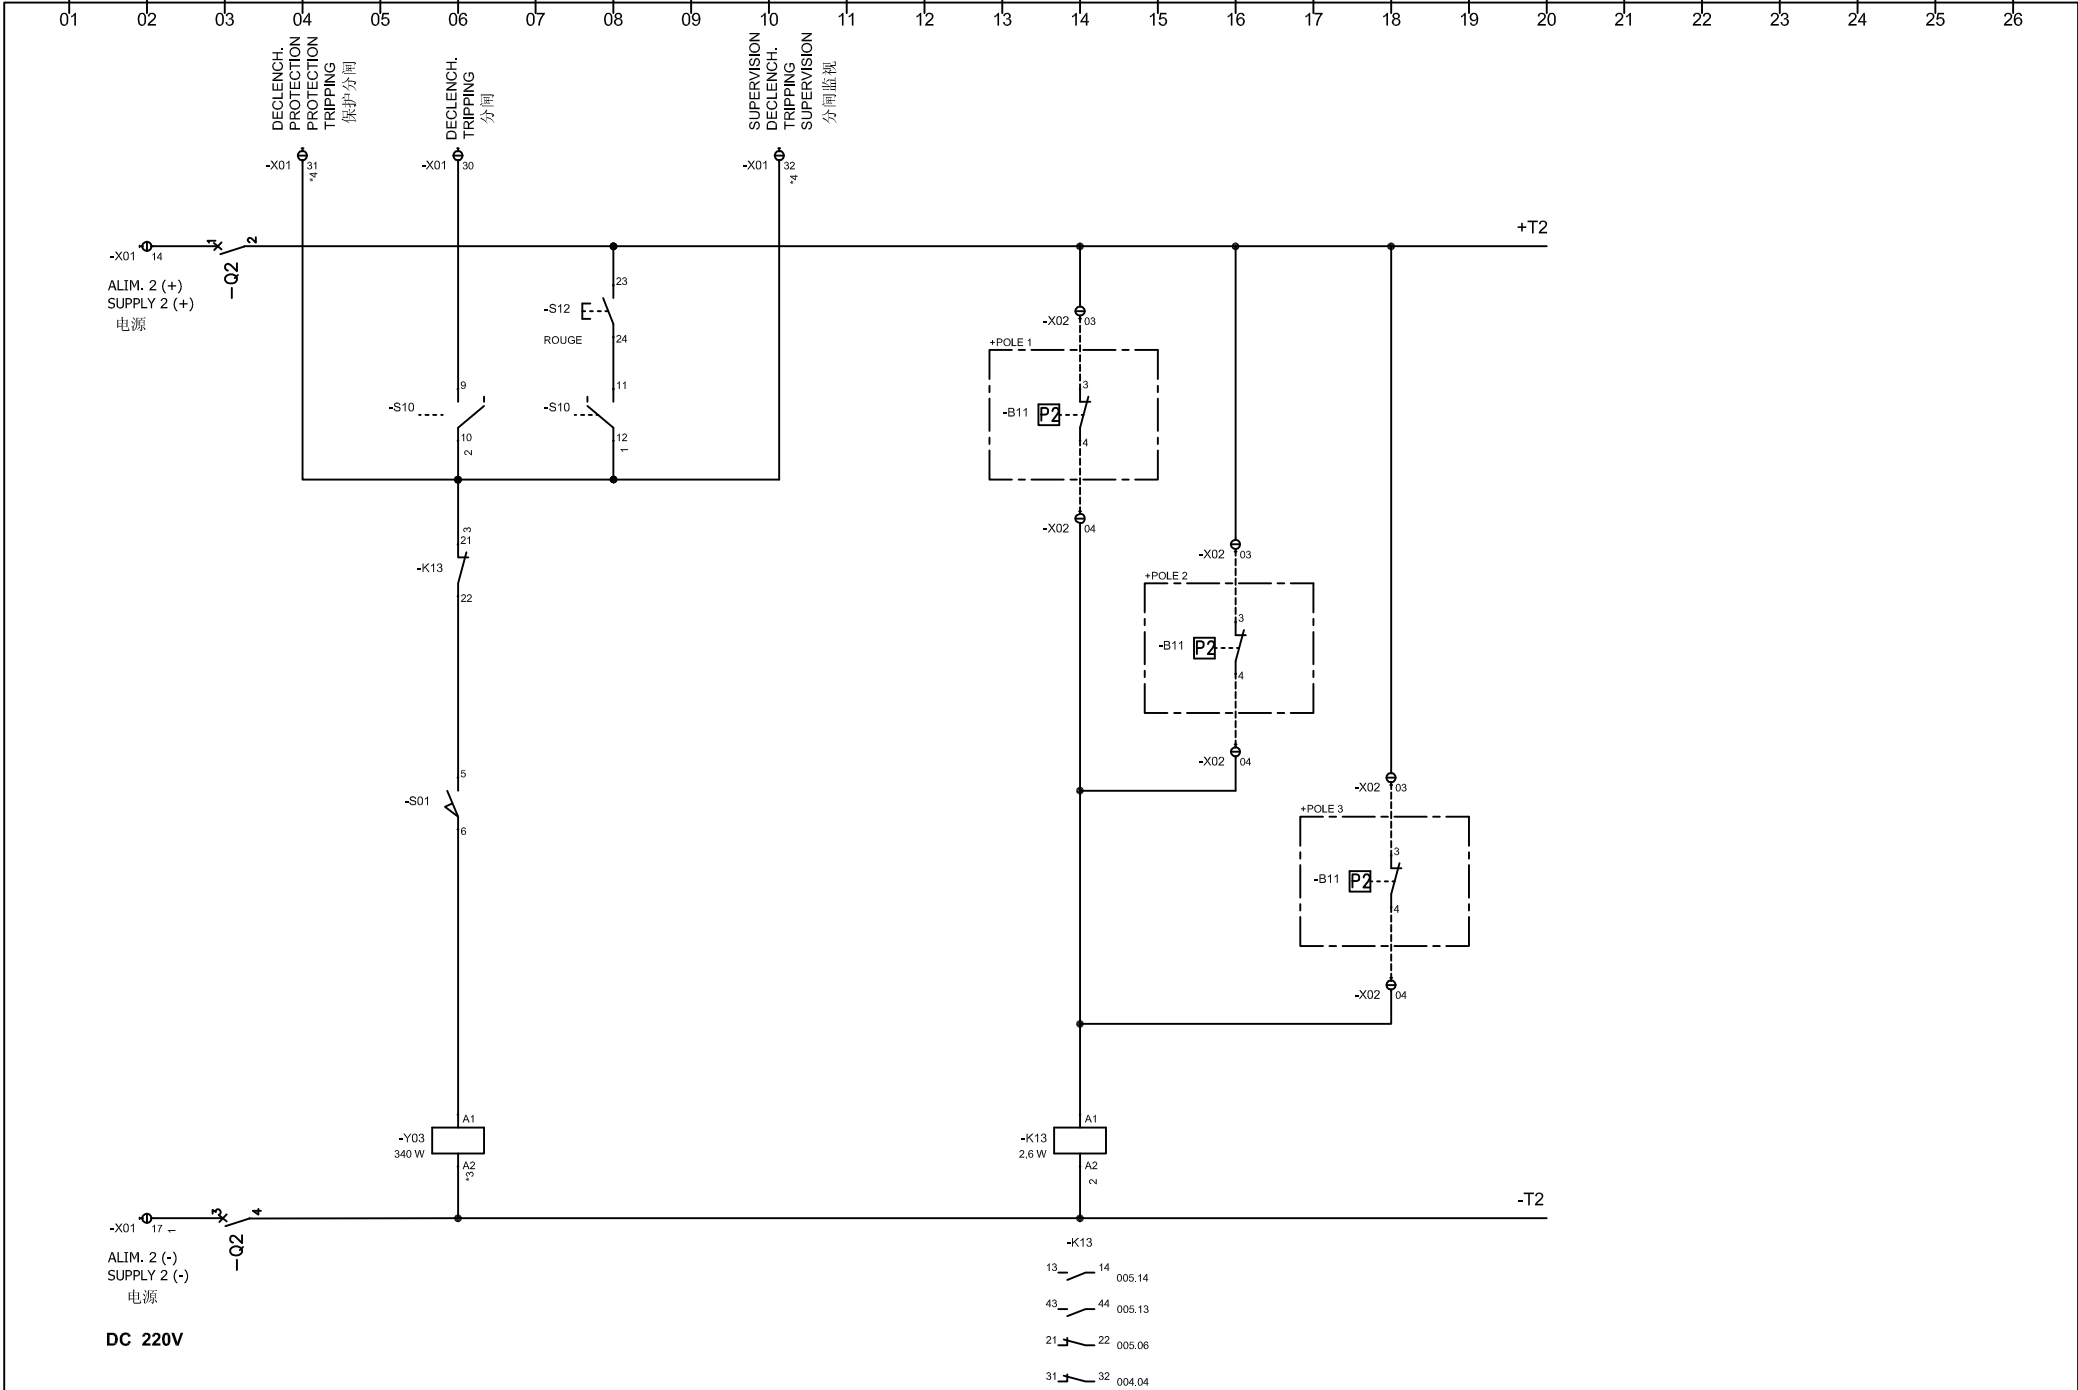 01 02 03 04 05 06 07 08 09 10 11 12 13 14 15 16 17 18 19 20 21 22 23 24 25 26
DECLENCH.
PROTECTION
PROTECTION
TRIPPING
保护分闸
DECLENCH.
TRIPPING
分闸
SUPERVISION
DECLENCH.
TRIPPING
SUPERVISION
分闸监视
-X01 31
*4
-X01 30
-X01 32
*4
+T2
-X01 14
1 2
-Q2
ALIM. 2 (+)
SUPPLY 2 (+)
电源
23
-S12
ROUGE
24
-X02 03
+POLE 1
3
-B11 P2
4
-X02 04
9
-S10
10
2
11
-S10
12
1
3
21
-K13
22
-X02 03
+POLE 2
3
-B11 P2
4
-X02 04
5
-S01
6
-X02 03
+POLE 3
3
-B11 P2
4
-X02 04
A1
-Y03
340 W
A2
*3
A1
-K13
2,6 W
A2
2
-T2
-X01 17 1
3 4
-Q2
ALIM. 2 (-)
SUPPLY 2 (-)
电源
DC 220V
-K13
13 14 005.14
43 44 005.13
21 22 005.06
31 32 004.04